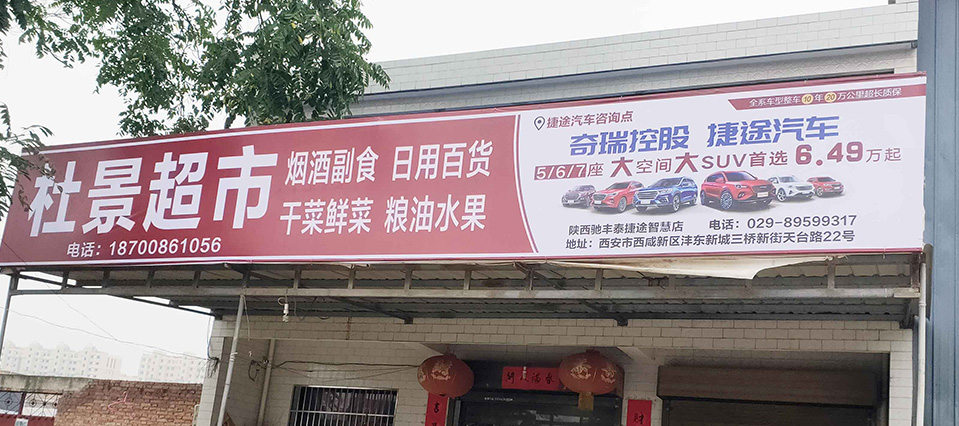 杜景超市
烟酒副食 日用百货
干菜鲜菜 粮油水果
电话：18700861056
全系车型整车10年20万公里超长质保
捷途汽车咨询点
奇瑞控股 捷途汽车
5/6/7座 大空间大SUV首选 6.49万起
陕西驰丰泰捷途智慧店 电话：029-89599317
地址：西安市西咸新区沣东新城三桥新街天台路22号
财